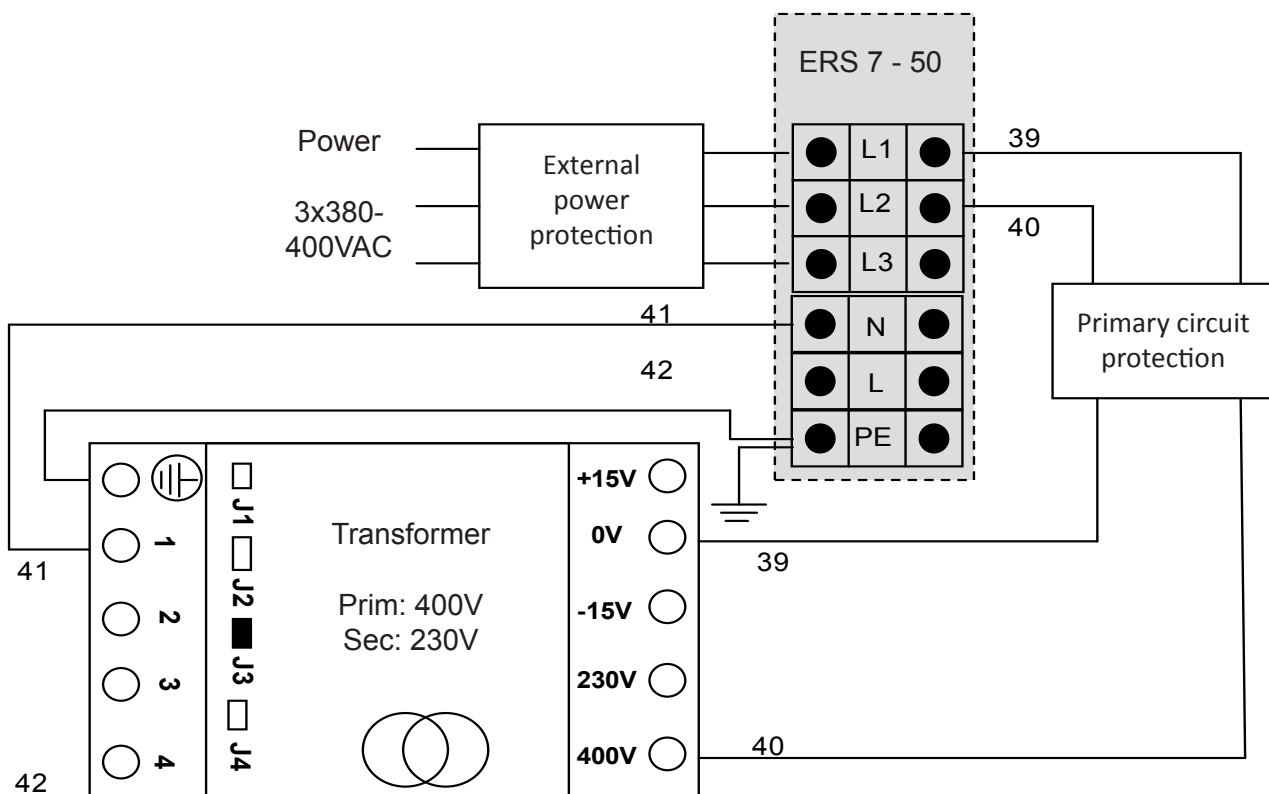 ERS 7 - 50
Power
3x380-
400VAC
External
power
protection
L1
L2
L3
N
L
PE
39
40
41
42
Primary circuit
protection
41
42
J1
J2
J3
J4
1
2
3
4
Transformer
Prim: 400V
Sec: 230V
+15V
0V
-15V
230V
400V
39
40